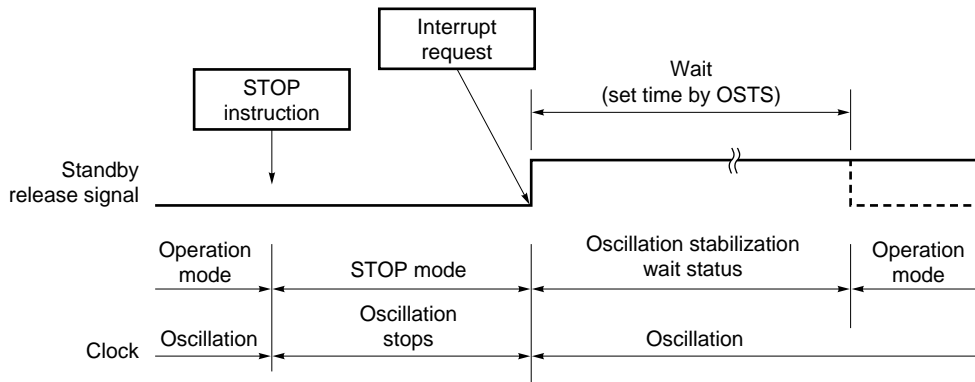 Interrupt
request
STOP
instruction
Wait
(set time by OSTS)
Standby
release signal
Operation
mode
STOP mode
Oscillation stabilization
wait status
Operation
mode
Clock
Oscillation
Oscillation
stops
Oscillation